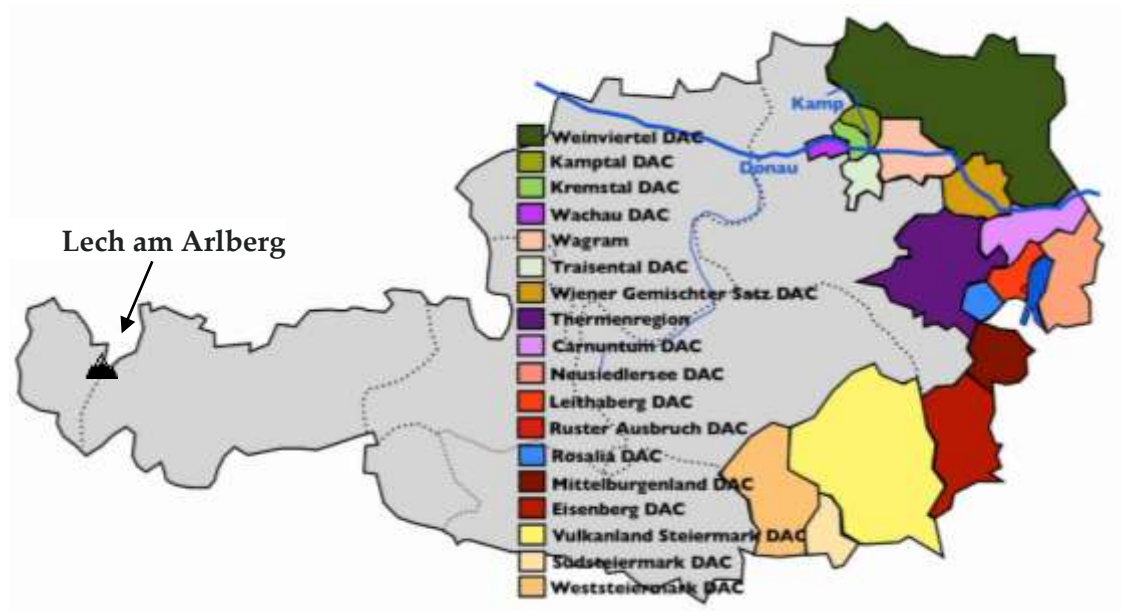 Kamp
Weinviertel DAC
Kamptal DAC
Donau
Kremstal DAC
Wachau DAC
Lech am Arlberg
Wagram
Traisental DAC
Wiener Gemischter Satz DAC
Thermenregion
Carnuntum DAC
Neusiedlersee DAC
Leithaberg DAC
Ruster Ausbruch DAC
Rosalia DAC
Mittelburgenland DAC
Eisenberg DAC
Vulkanland Steiermark DAC
Südsteiermark DAC
Weststeiermark DAC